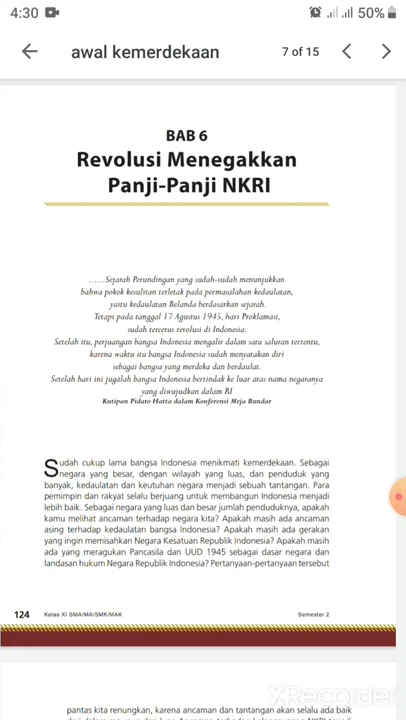 4:30
50%
awal kemerdekaan
7 of 15
BAB 6
Revolusi Menegakkan
Panji-Panji NKRI
......Sejarah Perundingan yang sudah-sudah menunjukkan
bahwa pokok kesulitan terletak pada permasalahan kedaulatan,
yaitu kedaulatan Belanda berdasarkan sejarah.
Tetapi pada tanggal 17 Agustus 1945, hari Proklamasi,
sudah tercetus revolusi di Indonesia.
Setelah itu, perjuangan bangsa Indonesia mengalir dalam satu saluran tertentu,
karena waktu itu bangsa Indonesia sudah menyatakan diri
sebagai bangsa yang merdeka dan berdaulat.
Setelah hari ini jugalah bangsa Indonesia bertindak ke luar atas nama negaranya
yang diwujudkan dalam RI
Kutipan Pidato Hatta dalam Konferensi Meja Bundar
Sudah cukup lama bangsa Indonesia menikmati kemerdekaan. Sebagai
negara yang besar, dengan wilayah yang luas, dan penduduk yang
banyak, kedaulatan dan keutuhan negara menjadi sebuah tantangan. Para
pemimpin dan rakyat selalu berjuang untuk membangun Indonesia menjadi
lebih baik. Sebagai negara yang luas dan besar jumlah penduduknya, apakah
kamu melihat ancaman terhadap negara kita? Apakah masih ada ancaman
asing terhadap kedaulatan bangsa Indonesia? Apakah masih ada gerakan
yang ingin memisahkan Negara Kesatuan Republik Indonesia? Apakah masih
ada yang meragukan Pancasila dan UUD 1945 sebagai dasar negara dan
landasan hukum Negara Republik Indonesia? Pertanyaan-pertanyaan tersebut
124
Kelas XI SMA/MA/SMK/MAK
Semester 2
XRecorder
pantas kita renungkan, karena ancaman dan tantangan akan selalu ada baik